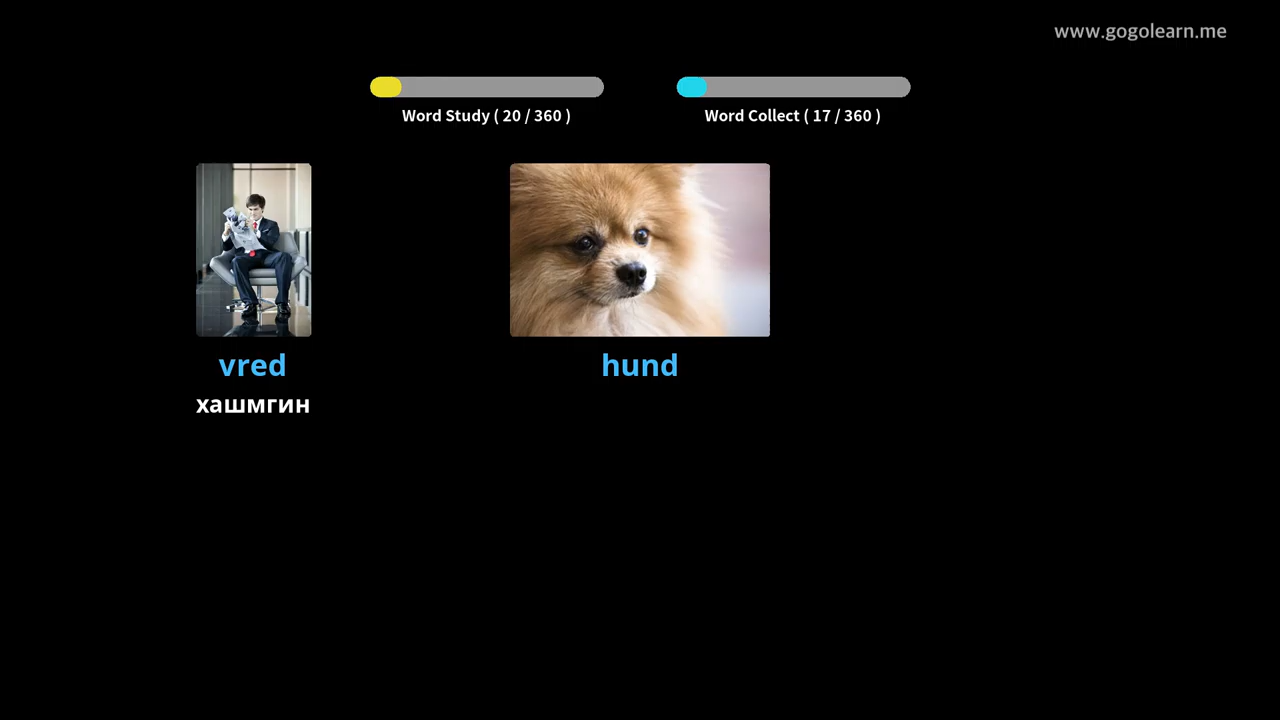 www.gogolearn.me
Word Study ( 20 / 360 )
Word Collect ( 17 / 360 )
vred
hund
хашмгин